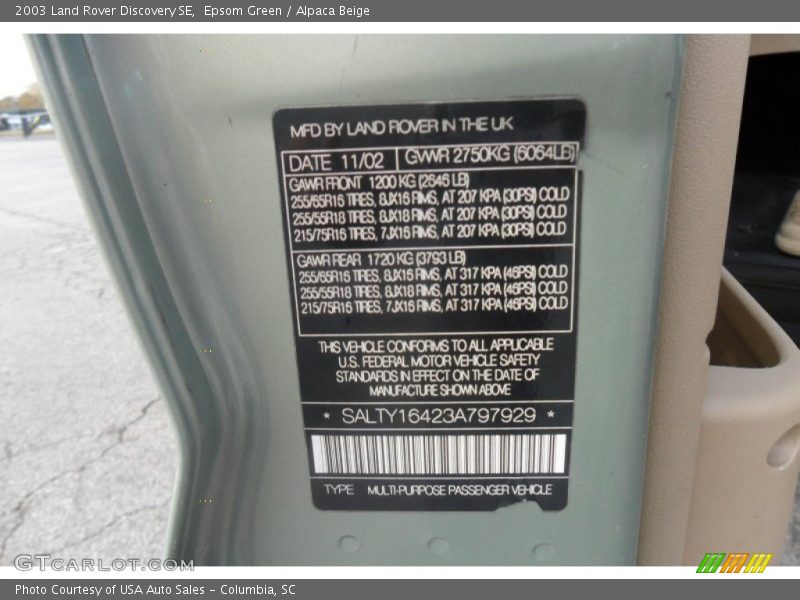 2003 Land Rover Discovery SE, Epsom Green / Alpaca Beige
MFD BY LAND ROVER IN THE UK
DATE 11/02 GVWR 2750KG (6064LB)
GAWR FRONT 1200 KG (2646 LB)
255/65R16 TIRES, 8JX16 RIMS, AT 207 KPA (30PSI) COLD
255/55R18 TIRES, 8JX18 RIMS, AT 207 KPA (30PSI) COLD
215/75R16 TIRES, 7JX16 RIMS, AT 207 KPA (30PSI) COLD
GAWR REAR 1720 KG (3793 LB)
255/65R16 TIRES, 8JX16 RIMS, AT 317 KPA (46PSI) COLD
255/55R18 TIRES, 8JX18 RIMS, AT 317 KPA (46PSI) COLD
215/75R16 TIRES, 7JX16 RIMS, AT 317 KPA (46PSI) COLD
THIS VEHICLE CONFORMS TO ALL APPLICABLE
U.S. FEDERAL MOTOR VEHICLE SAFETY
STANDARDS IN EFFECT ON THE DATE OF
MANUFACTURE SHOWN ABOVE
* SALTY16423A797929 *
TYPE MULTI-PURPOSE PASSENGER VEHICLE
GTCARLOT.COM
Photo Courtesy of USA Auto Sales - Columbia, SC